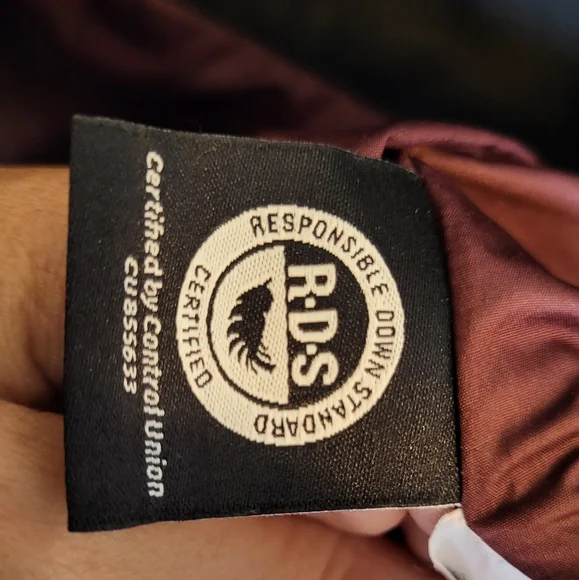 RESPONSIBLE DOWN STANDARD
R·D·S
CERTIFIED
Certified by Control Union
CU855633